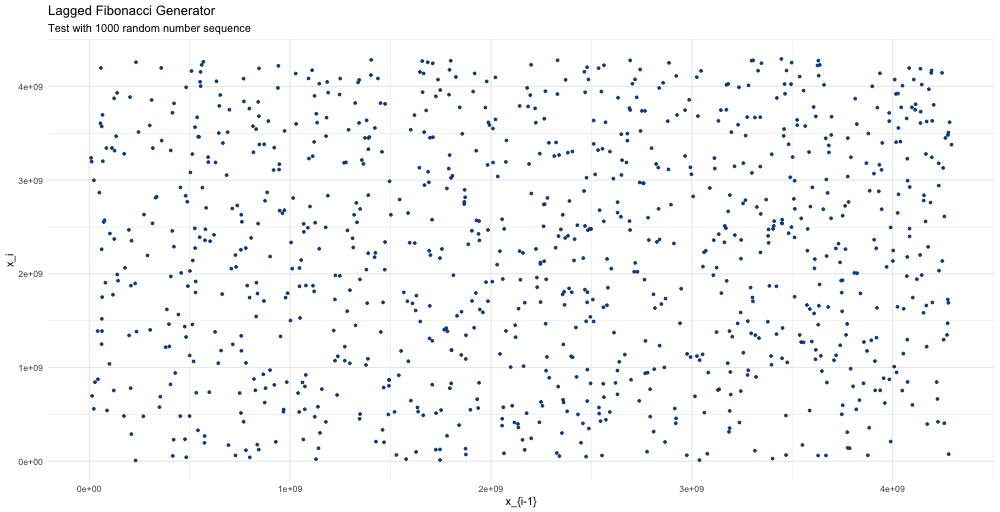 Lagged Fibonacci Generator
Test with 1000 random number sequence
x_i
4e+09
3e+09
2e+09
1e+09
0e+00
0e+00 1e+09 2e+09 3e+09 4e+09
x_{i-1}